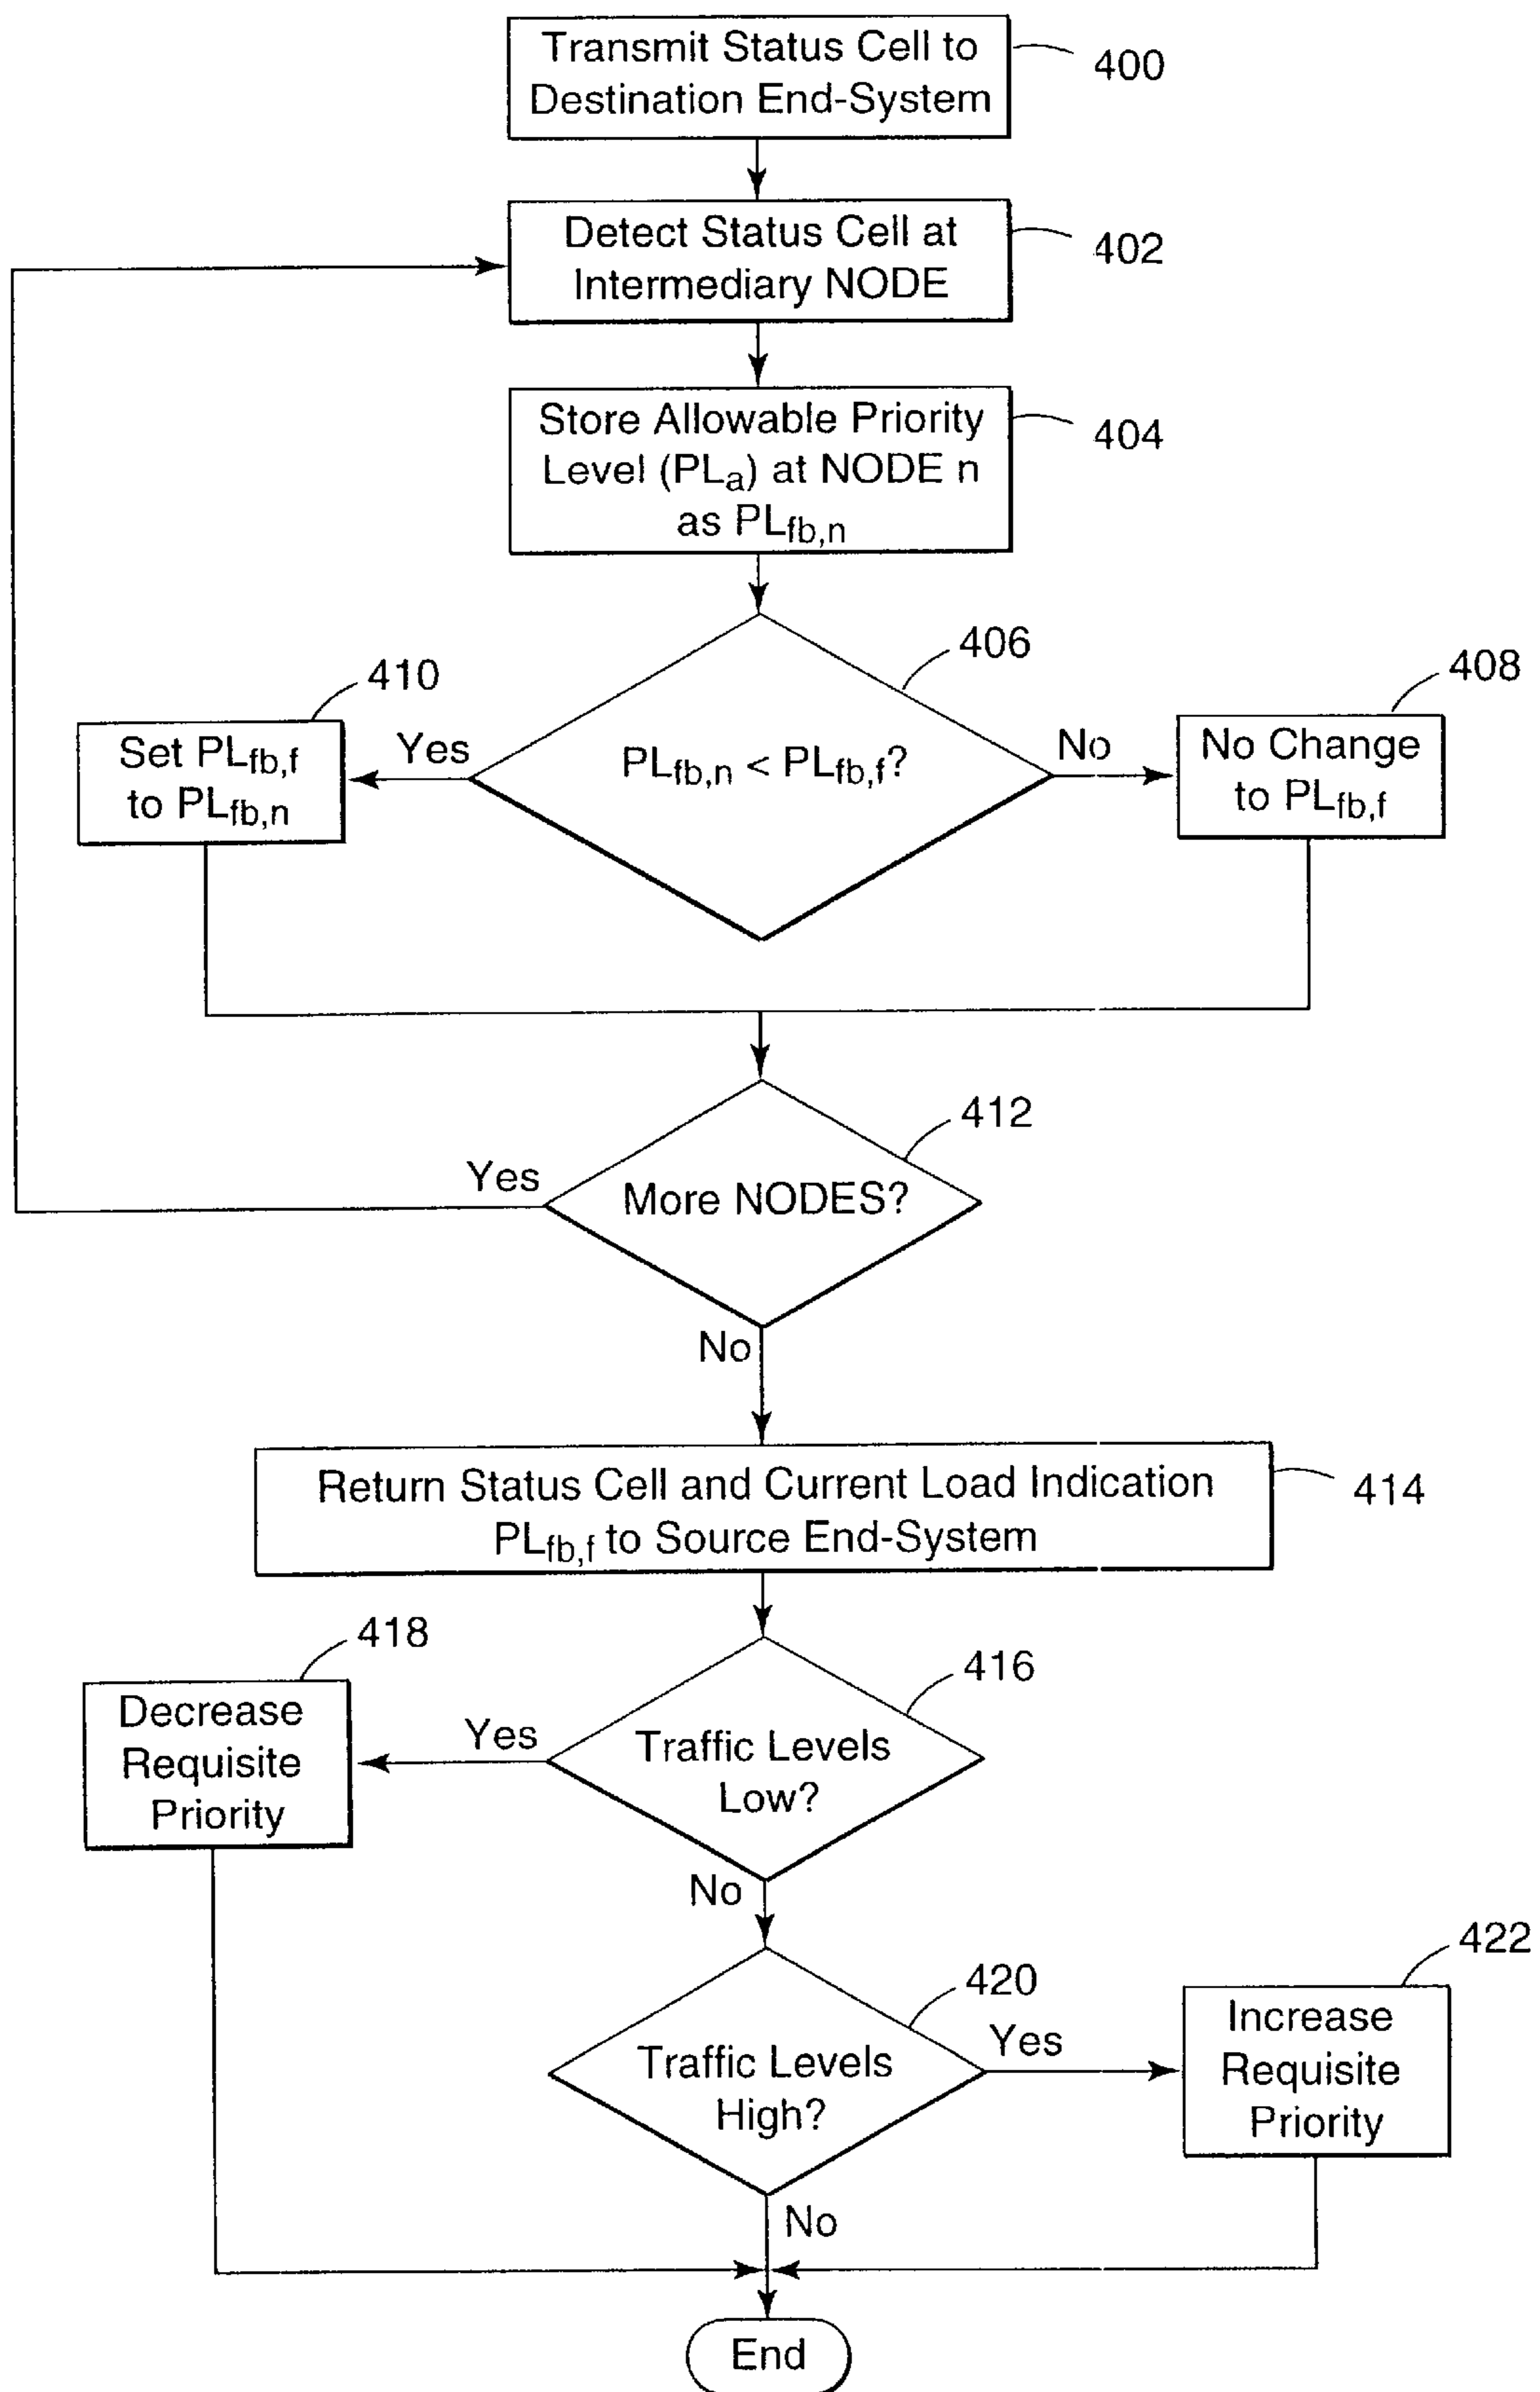 Transmit Status Cell to
Destination End-System
400
Detect Status Cell at
Intermediary NODE
402
Store Allowable Priority
Level (PLa) at NODE n
as PLfb,n
404
406
410
408
Set PLfb,f
to PLfb,n
Yes
PLfb,n < PLfb,f?
No
No Change
to PLfb,f
412
Yes
More NODES?
No
Return Status Cell and Current Load Indication
PLfb,f to Source End-System
414
418
416
Decrease
Requisite
Priority
Yes
Traffic Levels
Low?
No
422
420
Traffic Levels
High?
Yes
Increase
Requisite
Priority
No
End